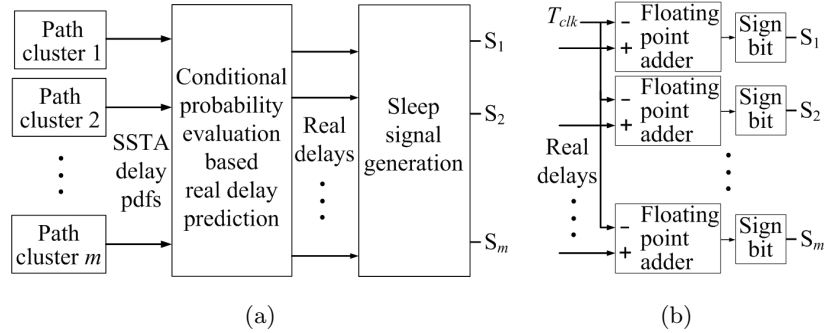 Path
cluster 1
Path
cluster 2
Path
cluster m
SSTA
delay
pdfs
Conditional
probability
evaluation
based
real delay
prediction
Real
delays
Sleep
signal
generation
S1
S2
Sm
(a)
Tclk
Real
delays
−
+
Floating
point
adder
Sign
bit
S1
−
+
Floating
point
adder
Sign
bit
S2
−
+
Floating
point
adder
Sign
bit
Sm
(b)